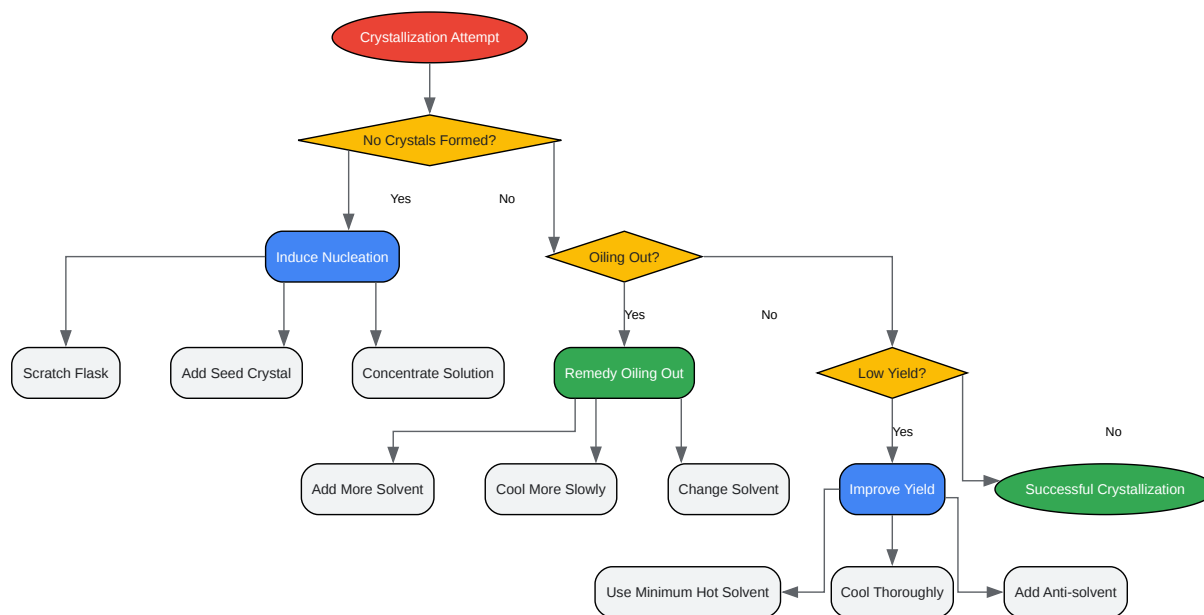 Crystallization Attempt
No Crystals Formed?
Yes
No
Induce Nucleation
Oiling Out?
Yes
No
Scratch Flask
Add Seed Crystal
Concentrate Solution
Remedy Oiling Out
Low Yield?
Yes
No
Add More Solvent
Cool More Slowly
Change Solvent
Improve Yield
Successful Crystallization
Use Minimum Hot Solvent
Cool Thoroughly
Add Anti-solvent